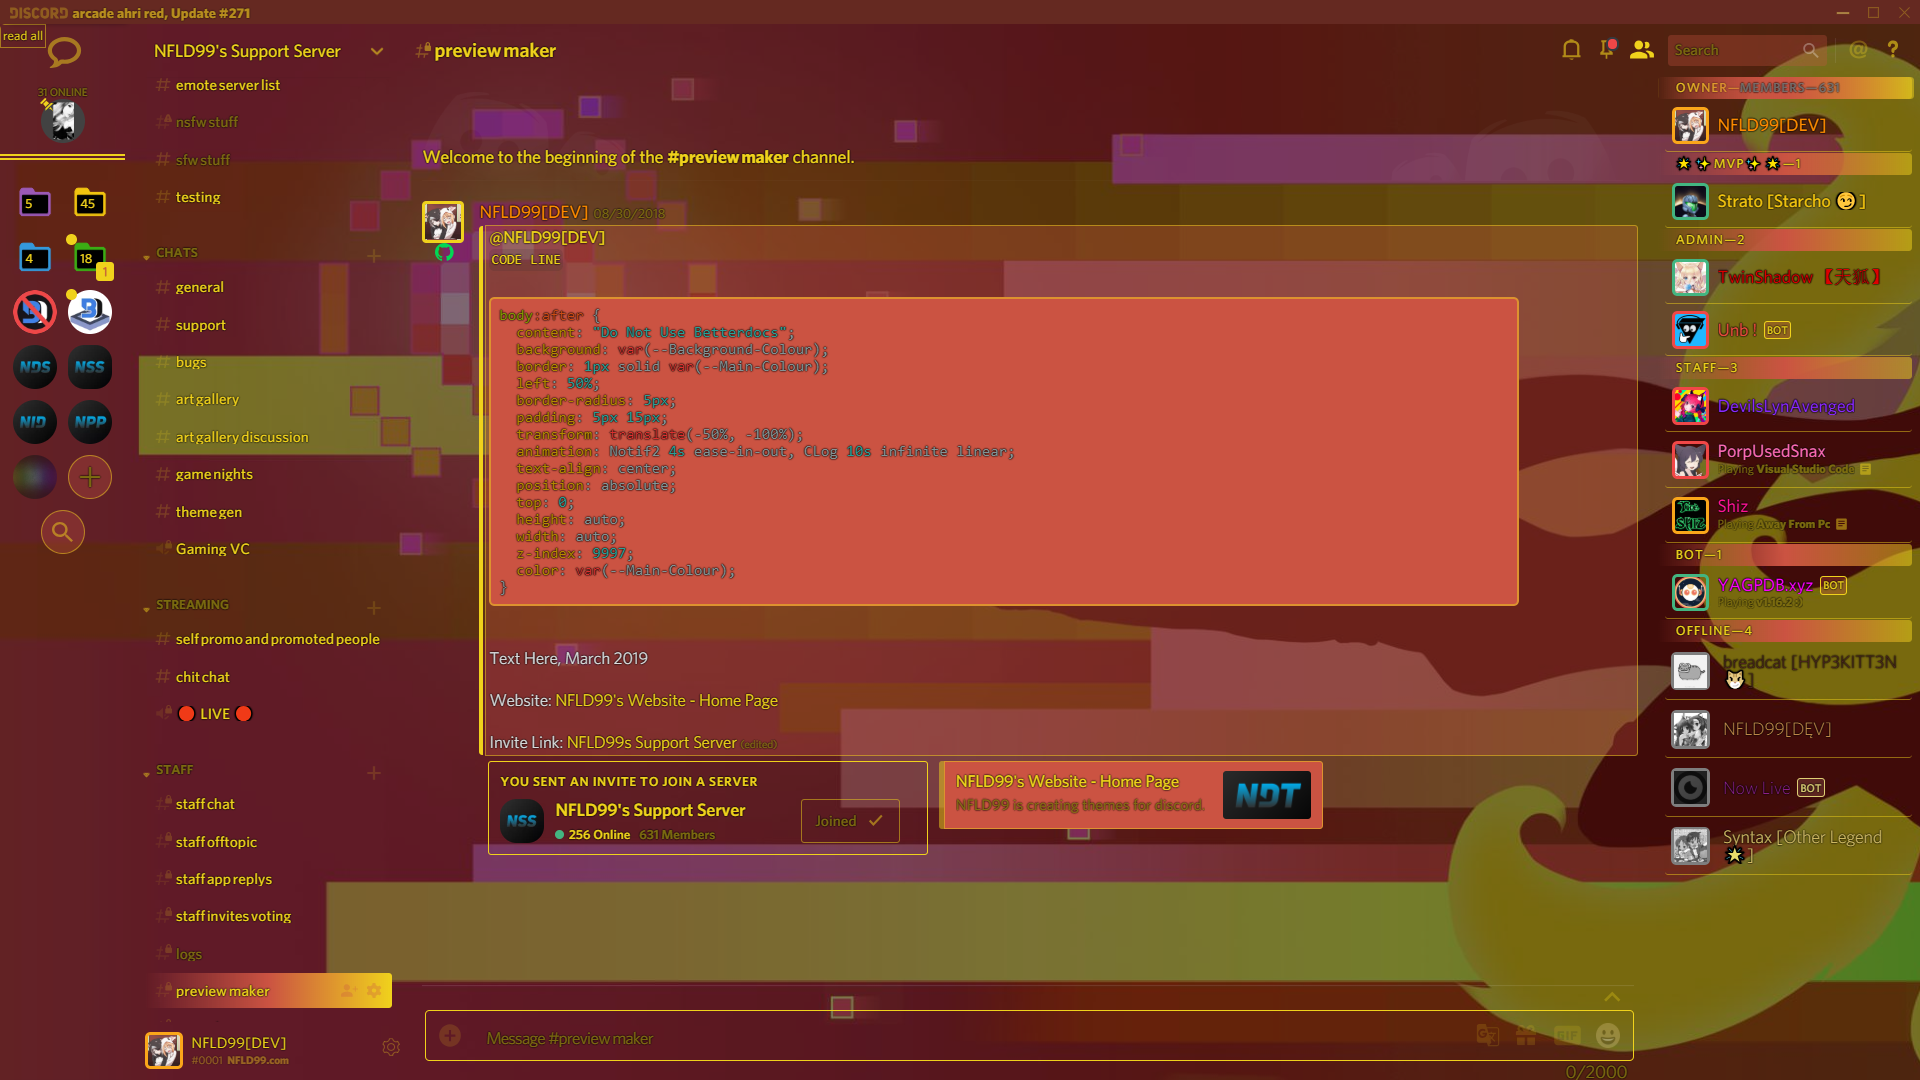 DISCORD arcade ahri red, Update #271
read all
31 ONLINE
5
45
4
18
1
NDS
NSS
NID
NPP
NFLD99's Support Server
emote server list
nsfw stuff
sfw stuff
testing
CHATS
general
support
bugs
art gallery
art gallery discussion
game nights
theme gen
Gaming VC
STREAMING
self promo and promoted people
chit chat
LIVE
STAFF
staff chat
staff offtopic
staff app replys
staff invites voting
logs
preview maker
NFLD99[DEV]
#0001 NFLD99.com
preview maker
Search
Welcome to the beginning of the #preview maker channel.
NFLD99[DEV] 08/30/2018
@NFLD99[DEV]
CODE LINE
body:after {
content: "Do Not Use Betterdocs";
background: var(--Background-Colour);
border: 1px solid var(--Main-Colour);
left: 50%;
border-radius: 5px;
padding: 5px 15px;
transform: translate(-50%, -100%);
animation: Notif2 4s ease-in-out, CLog 10s infinite linear;
text-align: center;
position: absolute;
top: 0;
height: auto;
width: auto;
z-index: 9997;
color: var(--Main-Colour);
}
Text Here, March 2019
Website: NFLD99's Website - Home Page
Invite Link: NFLD99s Support Server (edited)
YOU SENT AN INVITE TO JOIN A SERVER
NSS
NFLD99's Support Server
256 Online 631 Members
Joined
NFLD99's Website - Home Page
NFLD99 is creating themes for discord.
NDT
Message #preview maker
GIF
0/2000
OWNER—MEMBERS—631
NFLD99[DEV]
MVP—1
Strato [Starcho 😏]
ADMIN—2
TwinShadow 【天狐】
Unb ! BOT
STAFF—3
DevilsLynAvenged
PorpUsedSnax
Playing Visual Studio Code
Shiz
Playing Away From Pc
The SHIZ
BOT—1
YAGPDB.xyz BOT
Playing v1.16.2 :)
OFFLINE—4
breadcat [HYP3KITT3N
]
NFLD99[DEV]
Now Live BOT
Syntax [Other Legend
🌟]